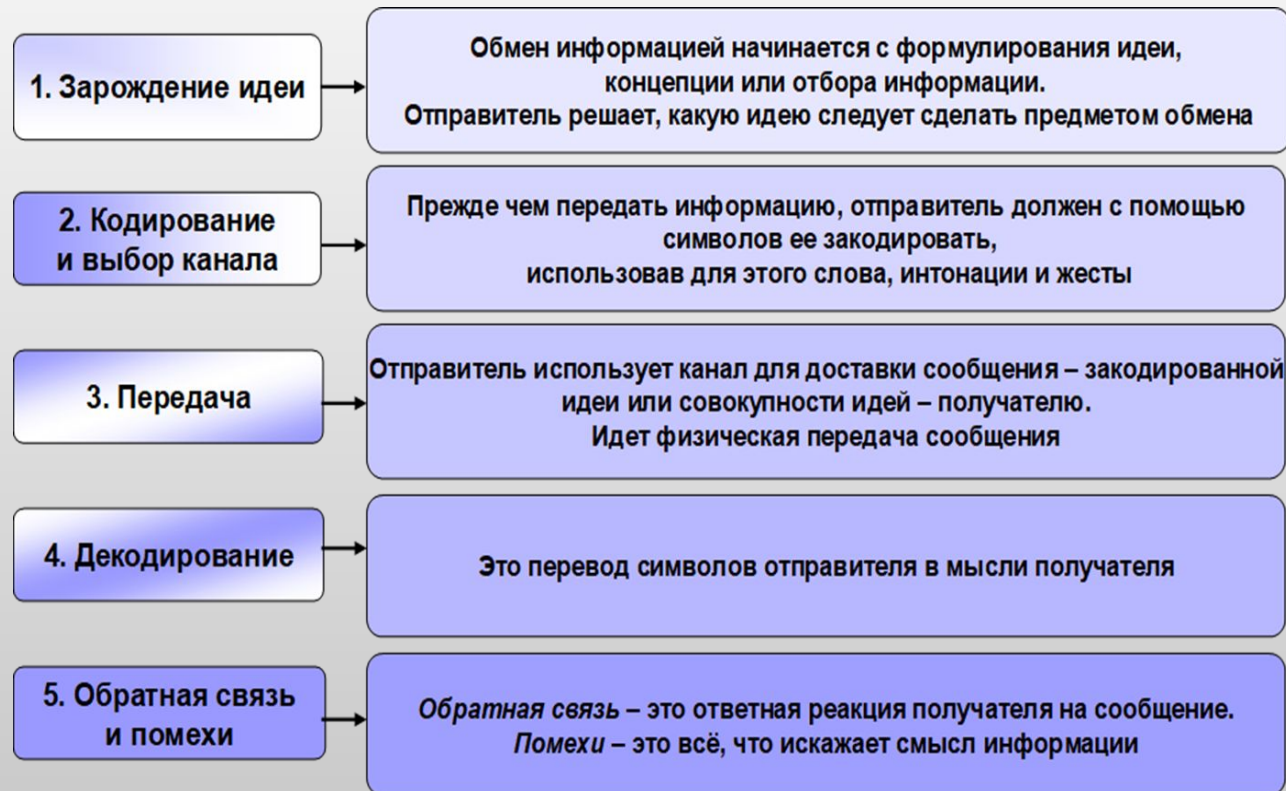 1. Зарождение идеи
Обмен информацией начинается с формулирования идеи,
концепции или отбора информации.
Отправитель решает, какую идею следует сделать предметом обмена
2. Кодирование
и выбор канала
Прежде чем передать информацию, отправитель должен с помощью
символов ее закодировать,
использовав для этого слова, интонации и жесты
3. Передача
Отправитель использует канал для доставки сообщения – закодированной
идеи или совокупности идей – получателю.
Идет физическая передача сообщения
4. Декодирование
Это перевод символов отправителя в мысли получателя
5. Обратная связь
и помехи
Обратная связь – это ответная реакция получателя на сообщение.
Помехи – это всё, что искажает смысл информации